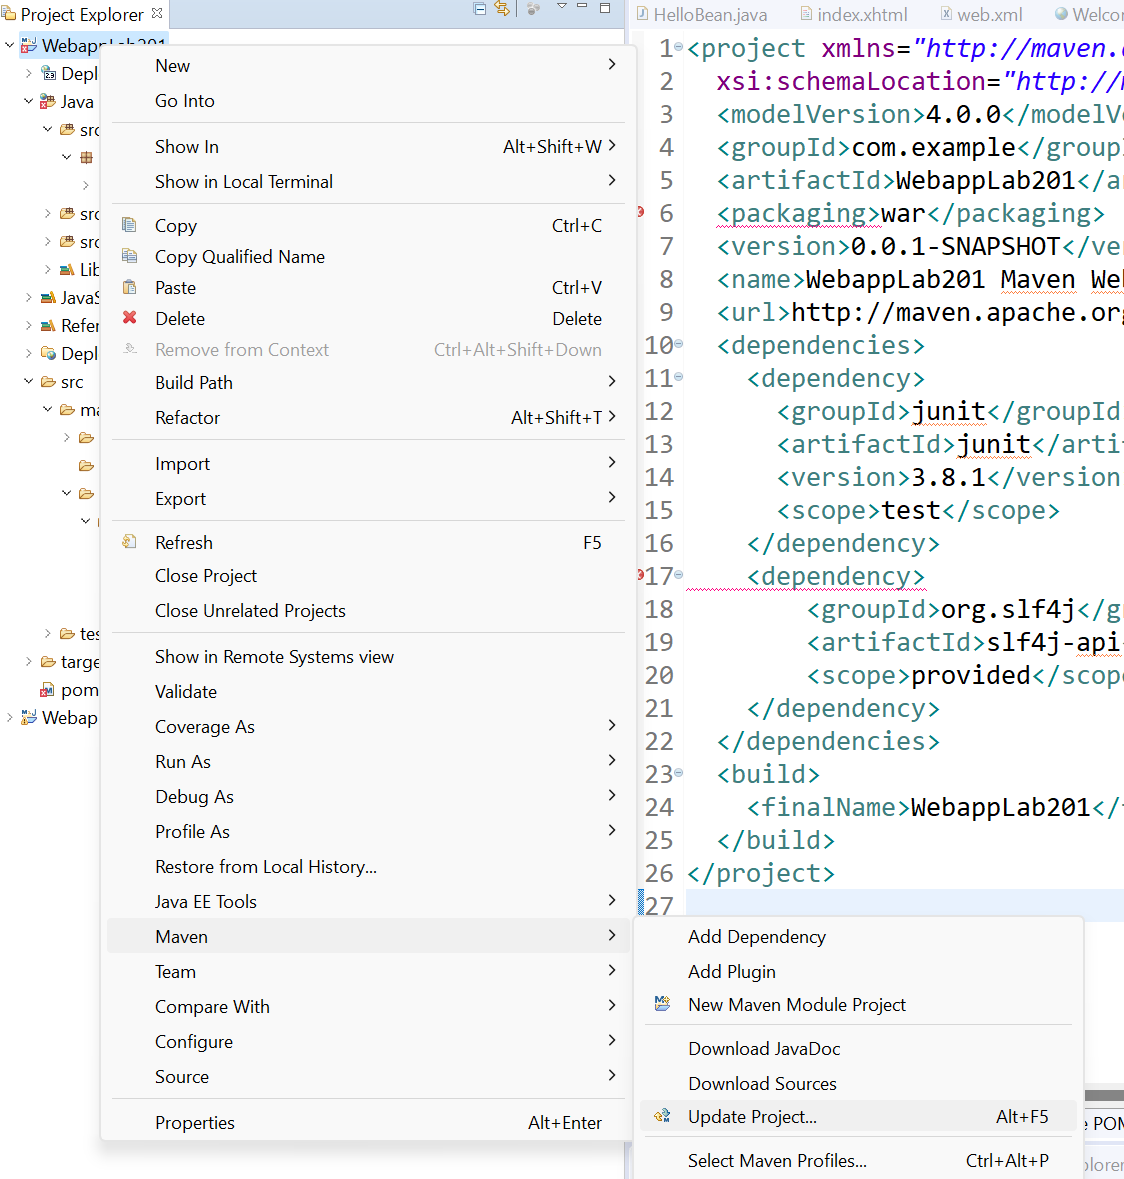 Project Explorer
WebappLab201
Depl
Java
src
src
src
Lib
JavaS
Refer
Depl
src
ma
tes
targe
pom
Webap
New
Go Into
Show In Alt+Shift+W
Show in Local Terminal
Copy Ctrl+C
Copy Qualified Name
Paste Ctrl+V
Delete Delete
Remove from Context Ctrl+Alt+Shift+Down
Build Path
Refactor Alt+Shift+T
Import
Export
Refresh F5
Close Project
Close Unrelated Projects
Show in Remote Systems view
Validate
Coverage As
Run As
Debug As
Profile As
Restore from Local History...
Java EE Tools
Maven
Team
Compare With
Configure
Source
Properties Alt+Enter
HelloBean.java index.xhtml web.xml Welco
1 <project xmlns="http://maven.
2 xsi:schemaLocation="http://
3 <modelVersion>4.0.0</modelV
4 <groupId>com.example</group
5 <artifactId>WebappLab201</a
6 <packaging>war</packaging>
7 <version>0.0.1-SNAPSHOT</ve
8 <name>WebappLab201 Maven We
9 <url>http://maven.apache.org
10 <dependencies>
11 <dependency>
12 <groupId>junit</groupId
13 <artifactId>junit</arti
14 <version>3.8.1</version
15 <scope>test</scope>
16 </dependency>
17 <dependency>
18 <groupId>org.slf4j</g
19 <artifactId>slf4j-api
20 <scope>provided</scope
21 </dependency>
22 </dependencies>
23 <build>
24 <finalName>WebappLab201</
25 </build>
26 </project>
27
Add Dependency
Add Plugin
New Maven Module Project
Download JavaDoc
Download Sources
Update Project... Alt+F5
Select Maven Profiles... Ctrl+Alt+P
e POM
plorer